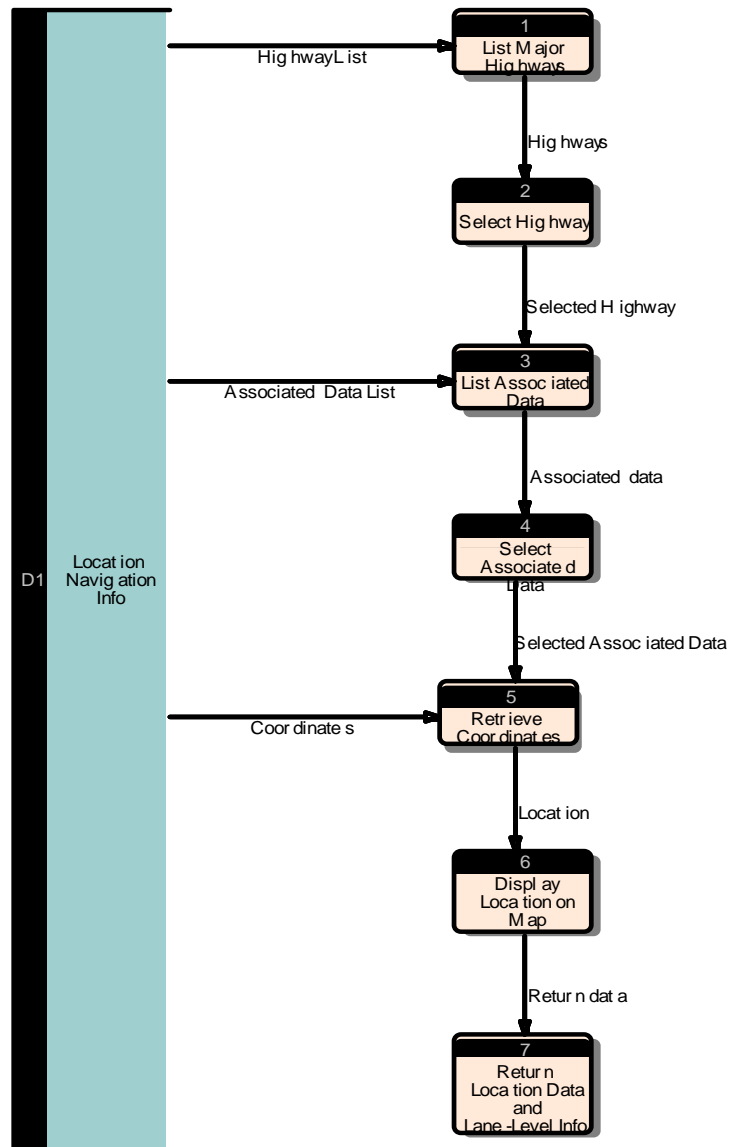 1
List Major
Highways
HighwayList
Highways
2
Select Highway
Selected Highway
3
List Associated
Data
Associated Data List
Associated data
4
Select
Associated
Data
D1
Location
Navigation
Info
Selected Associated Data
5
Retrieve
Coordinates
Coordinates
Location
6
Display
Location on
Map
Return data
7
Return
Location Data
and
Lane-Level Info